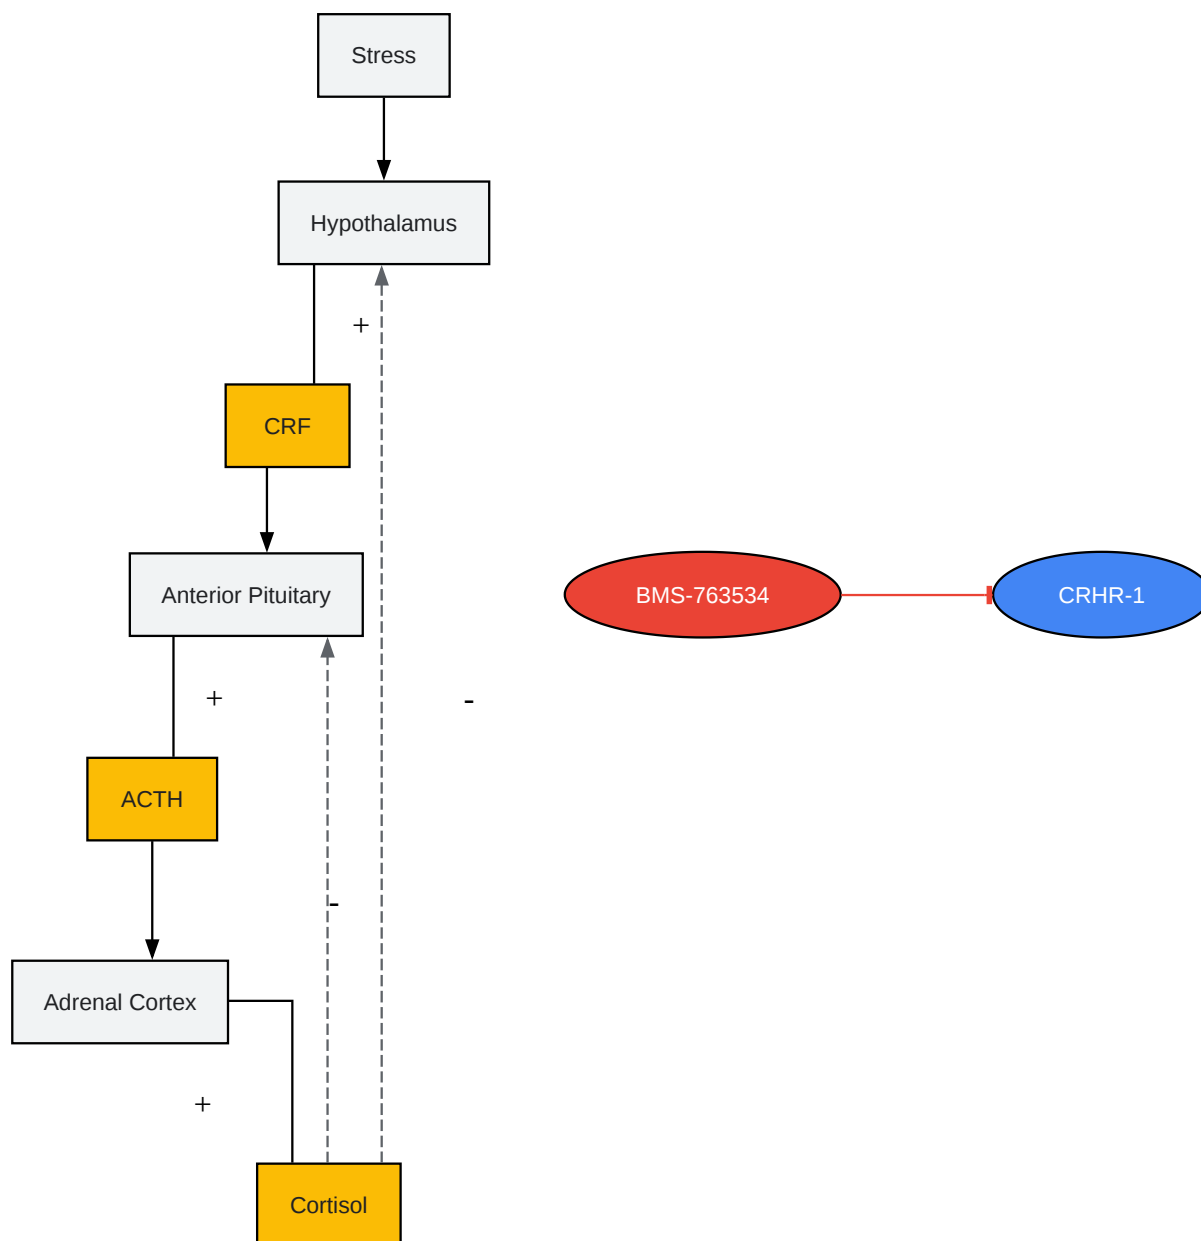 Stress
Hypothalamus
+
CRF
Anterior Pituitary
BMS-763534
CRHR-1
+
-
ACTH
-
Adrenal Cortex
+
Cortisol